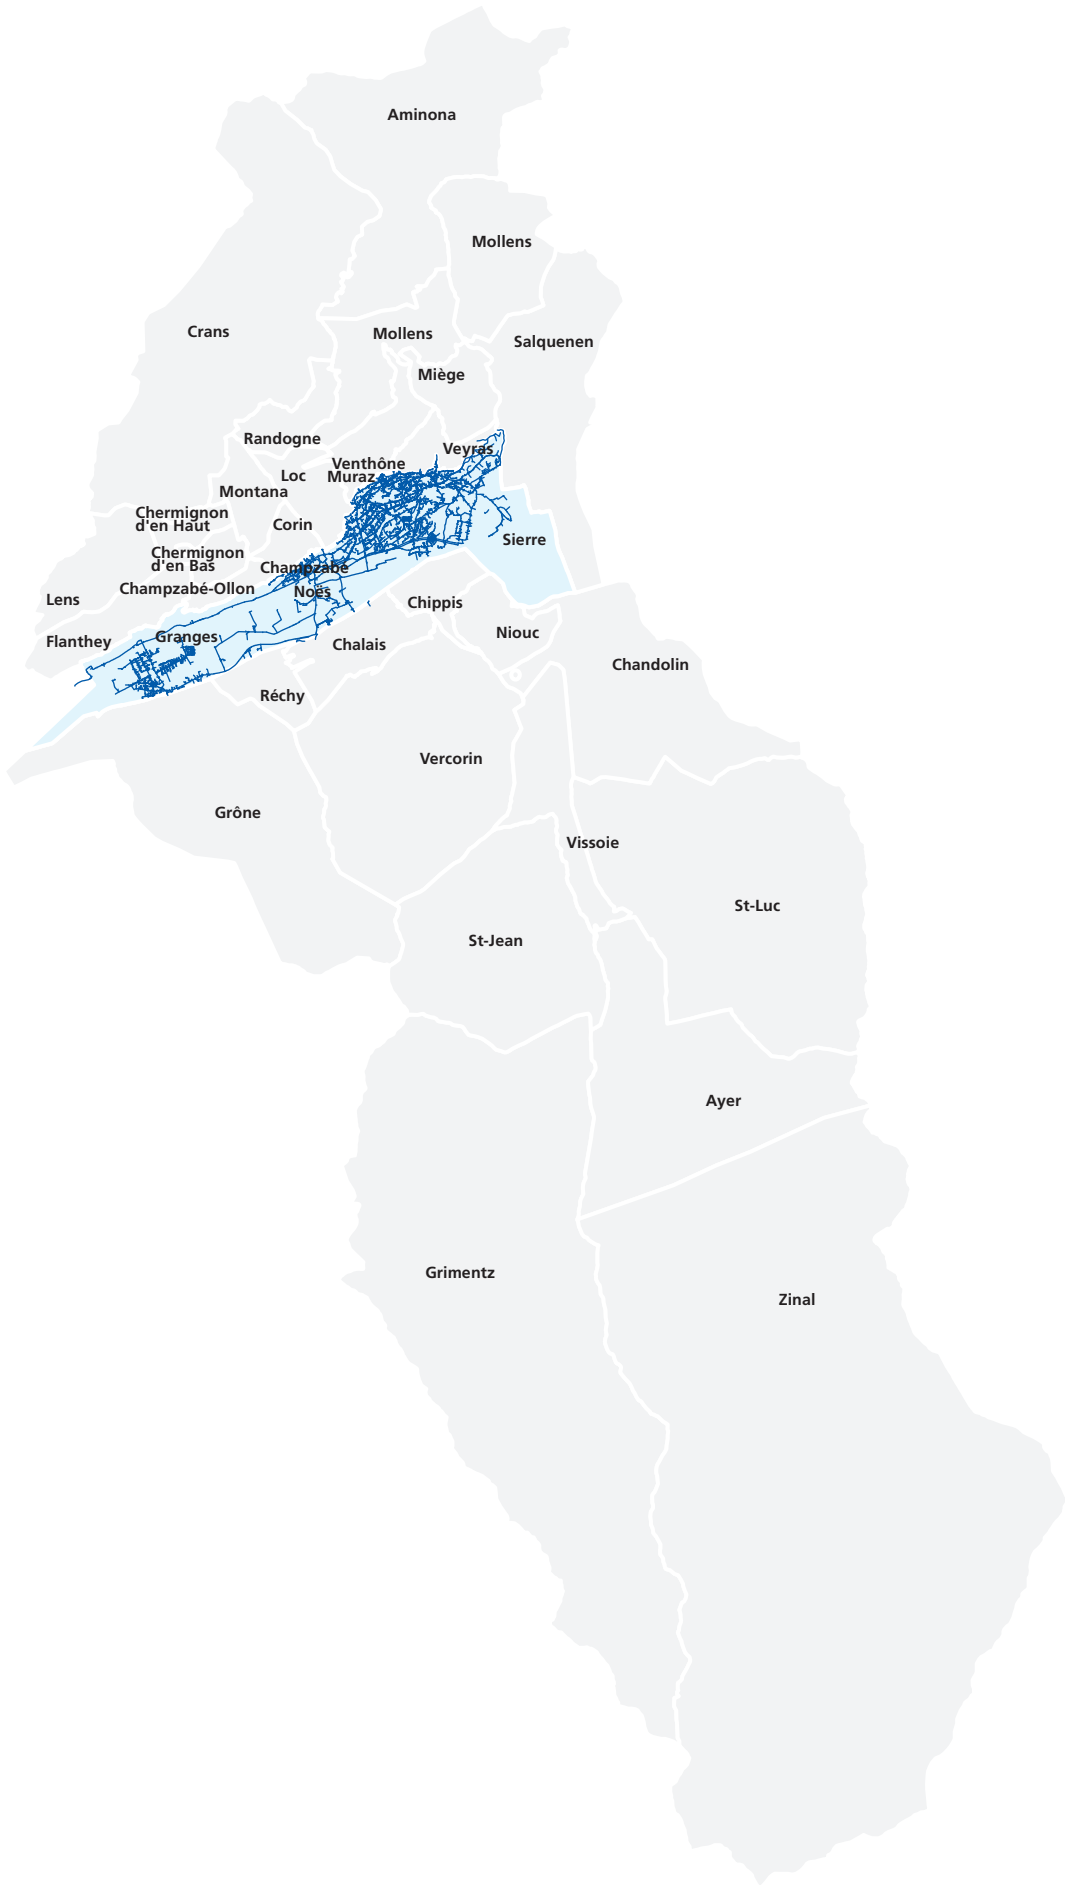 Aminona
Mollens
Crans
Mollens
Salquenen
Miège
Randogne
Veyras
Venthône
Loc
Muraz
Montana
Chermignon
d'en Haut
Corin
Sierre
Chermignon
d'en Bas
Champzabé
Champzabé-Ollon
Noës
Lens
Chippis
Niouc
Granges
Flanthey
Chalais
Chandolin
Réchy
Vercorin
Grône
Vissoie
St-Luc
St-Jean
Ayer
Grimentz
Zinal